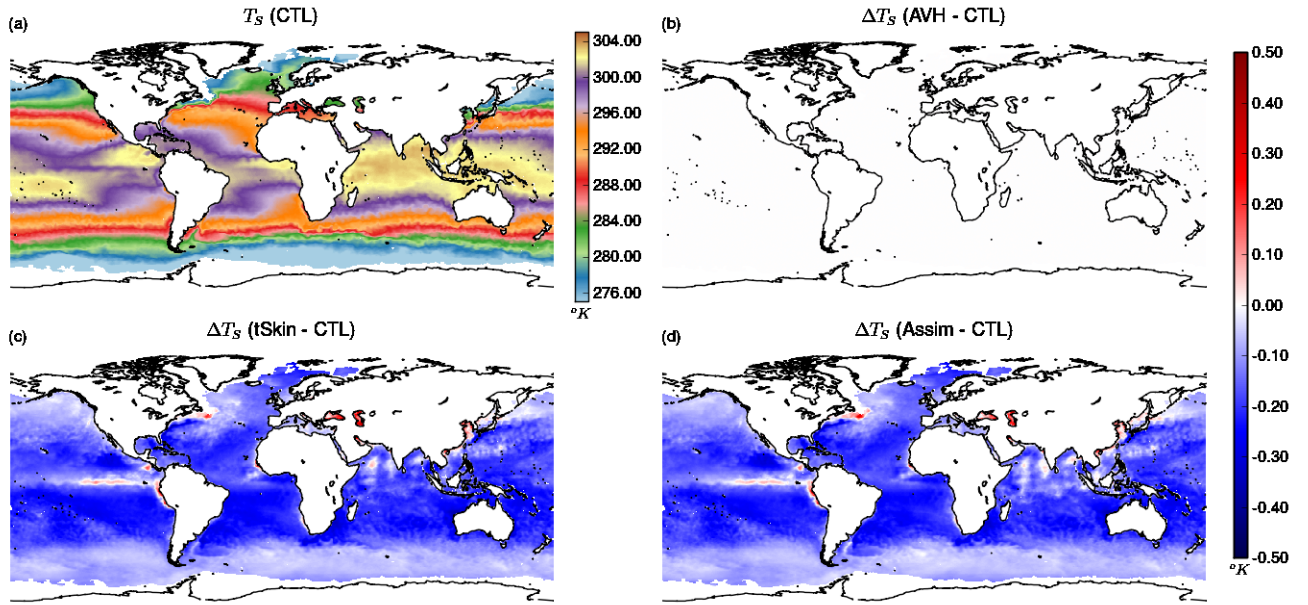 (a)
T_S (CTL)
(b)
ΔT_S (AVH - CTL)
304.00
300.00
296.00
292.00
288.00
284.00
280.00
276.00
°K
(c)
ΔT_S (tSkin - CTL)
(d)
ΔT_S (Assim - CTL)
0.50
0.40
0.30
0.20
0.10
0.00
-0.10
-0.20
-0.30
-0.40
-0.50
°K